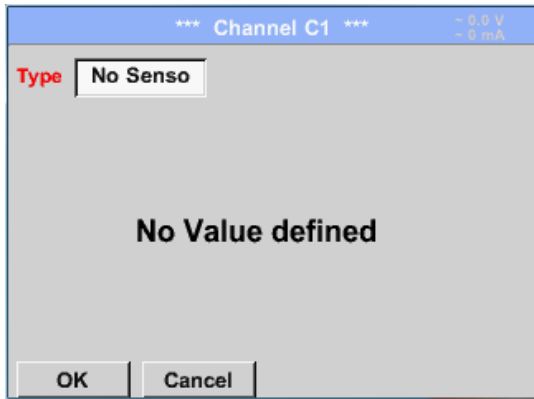 *** Channel C1 ***
~ 0.0 V
~ 0 mA
Type No Senso
No Value defined
OK Cancel